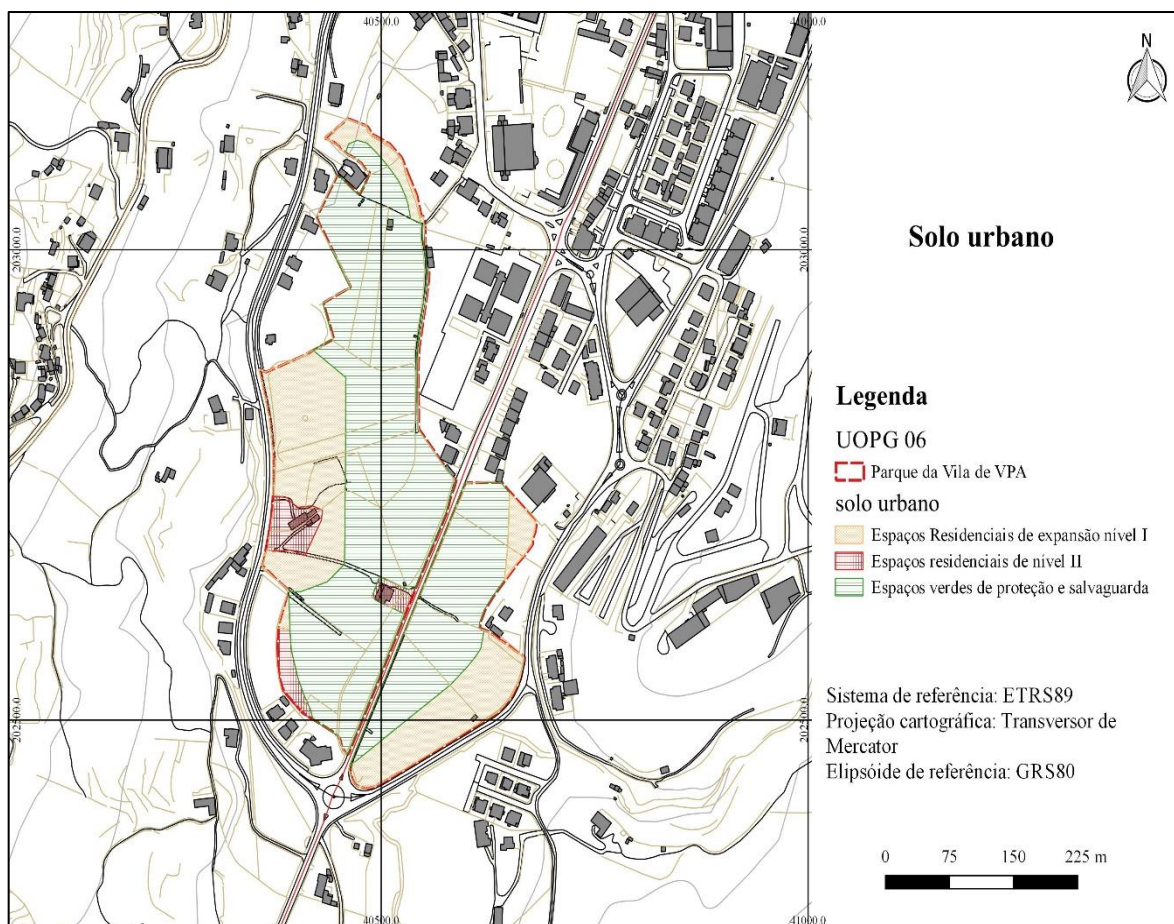 40500.0
41000.0
N
203000.0
203000.0
Solo urbano
Legenda
UOPG 06
Parque da Vila de VPA
solo urbano
Espaços Residenciais de expansão nível I
Espaços residenciais de nível II
Espaços verdes de proteção e salvaguarda
202500.0
202500.0
Sistema de referência: ETRS89
Projeção cartográfica: Transversor de
Mercator
Elipsóide de referência: GRS80
0 75 150 225 m
40500.0
41000.0